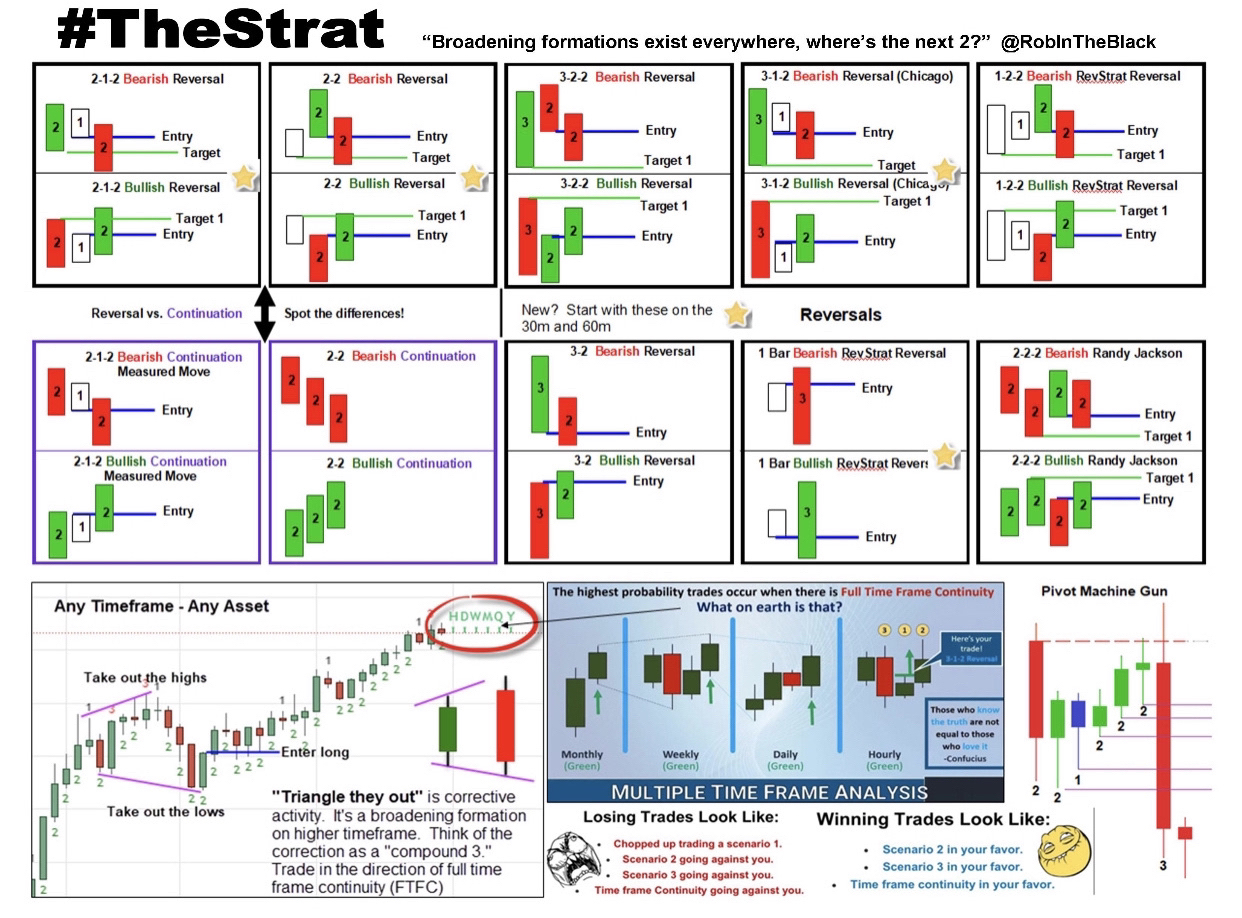 #TheStrat
“Broadening formations exist everywhere, where’s the next 2?” @RobInTheBlack
2-1-2 Bearish Reversal
2
1
2
Entry
Target
2-1-2 Bullish Reversal
2
1
2
Target 1
Entry
2-2 Bearish Reversal
2
2
Entry
Target
2-2 Bullish Reversal
2
2
Target 1
Entry
3-2-2 Bearish Reversal
3
2
2
Entry
Target 1
3-2-2 Bullish Reversal
3
2
2
Target 1
Entry
3-1-2 Bearish Reversal (Chicago)
3
1
2
Entry
Target
3-1-2 Bullish Reversal (Chicago)
3
1
2
Target 1
Entry
1-2-2 Bearish RevStrat Reversal
1
2
2
Entry
Target 1
1-2-2 Bullish RevStrat Reversal
1
2
2
Target 1
Entry
Reversal vs. Continuation
Spot the differences!
New? Start with these on the
30m and 60m
Reversals
2-1-2 Bearish Continuation
Measured Move
2
1
2
Entry
2-1-2 Bullish Continuation
Measured Move
2
1
2
Entry
2-2 Bearish Continuation
2
2
2
2-2 Bullish Continuation
2
2
2
3-2 Bearish Reversal
3
2
Entry
3-2 Bullish Reversal
3
2
Entry
1 Bar Bearish RevStrat Reversal
3
Entry
1 Bar Bullish RevStrat Revers
3
Entry
2-2-2 Bearish Randy Jackson
2
2
2
2
Entry
Target 1
2-2-2 Bullish Randy Jackson
2
2
2
2
Target 1
Entry
Any Timeframe - Any Asset
HDWMQY
Take out the highs
Enter long
Take out the lows
"Triangle they out" is corrective
activity. It's a broadening formation
on higher timeframe. Think of the
correction as a "compound 3."
Trade in the direction of full time
frame continuity (FTFC)
The highest probability trades occur when there is Full Time Frame Continuity
What on earth is that?
3 1 2
Here's your
trade!
3-1-2 Reversal
Those who know
the truth are not
equal to those
who love it
-Confucius
Monthly
(Green)
Weekly
(Green)
Daily
(Green)
Hourly
(Green)
MULTIPLE TIME FRAME ANALYSIS
Losing Trades Look Like:
• Chopped up trading a scenario 1.
• Scenario 2 going against you.
• Scenario 3 going against you.
• Time frame Continuity going against you.
Winning Trades Look Like:
• Scenario 2 in your favor.
• Scenario 3 in your favor.
• Time frame continuity in your favor.
Pivot Machine Gun
2
2
1
2
2
2
3